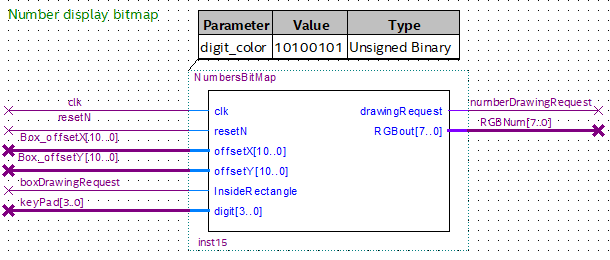 Number display bitmap
Parameter Value Type
digit_color 10100101 Unsigned Binary
NumbersBitMap
clk clk drawingRequest numberDrawingRequest
resetN resetN RGBout[7..0] RGBNum[7..0]
Box_offsetX[10..0] offsetX[10..0]
Box_offsetY[10..0] offsetY[10..0]
boxDrawingRequest InsideRectangle
keyPad[3..0] digit[3..0]
inst15